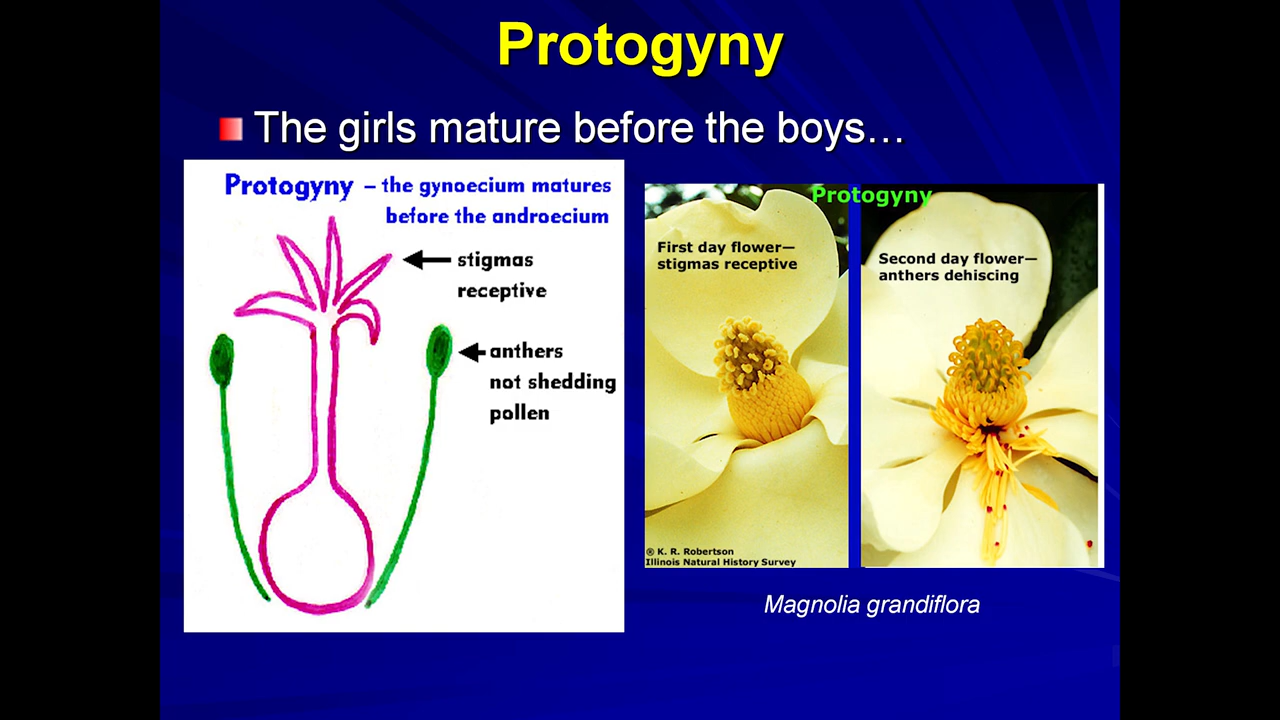 Protogyny
The girls mature before the boys…
Protogyny – the gynoecium matures
before the androecium
stigmas
receptive
anthers
not shedding
pollen
Protogyny
First day flower—
stigmas receptive
Second day flower—
anthers dehiscing
® K. R. Robertson
Illinois Natural History Survey
Magnolia grandiflora